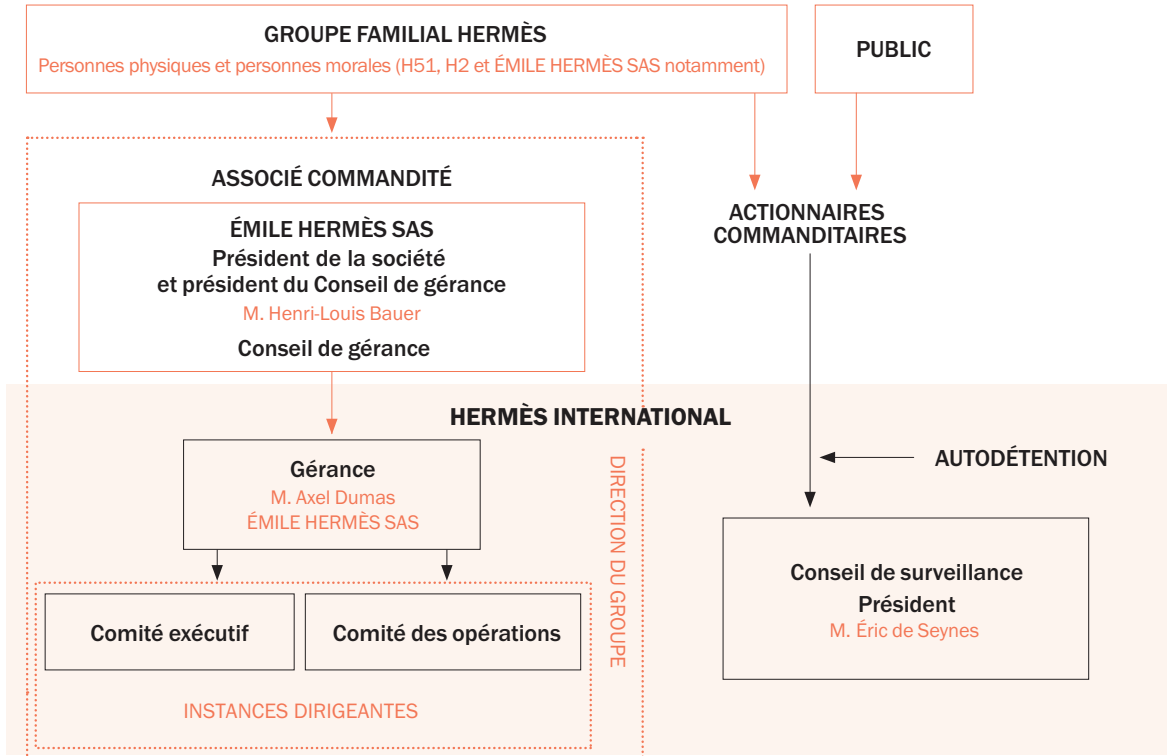 GROUPE FAMILIAL HERMÈS
Personnes physiques et personnes morales (H51, H2 et ÉMILE HERMÈS SAS notamment)
PUBLIC
ASSOCIÉ COMMANDITÉ
ÉMILE HERMÈS SAS
Président de la société
et président du Conseil de gérance
M. Henri-Louis Bauer
Conseil de gérance
ACTIONNAIRES
COMMANDITAIRES
HERMÈS INTERNATIONAL
Gérance
M. Axel Dumas
ÉMILE HERMÈS SAS
Comité exécutif
Comité des opérations
INSTANCES DIRIGEANTES
DIRECTION DU GROUPE
AUTODÉTENTION
Conseil de surveillance
Président
M. Éric de Seynes